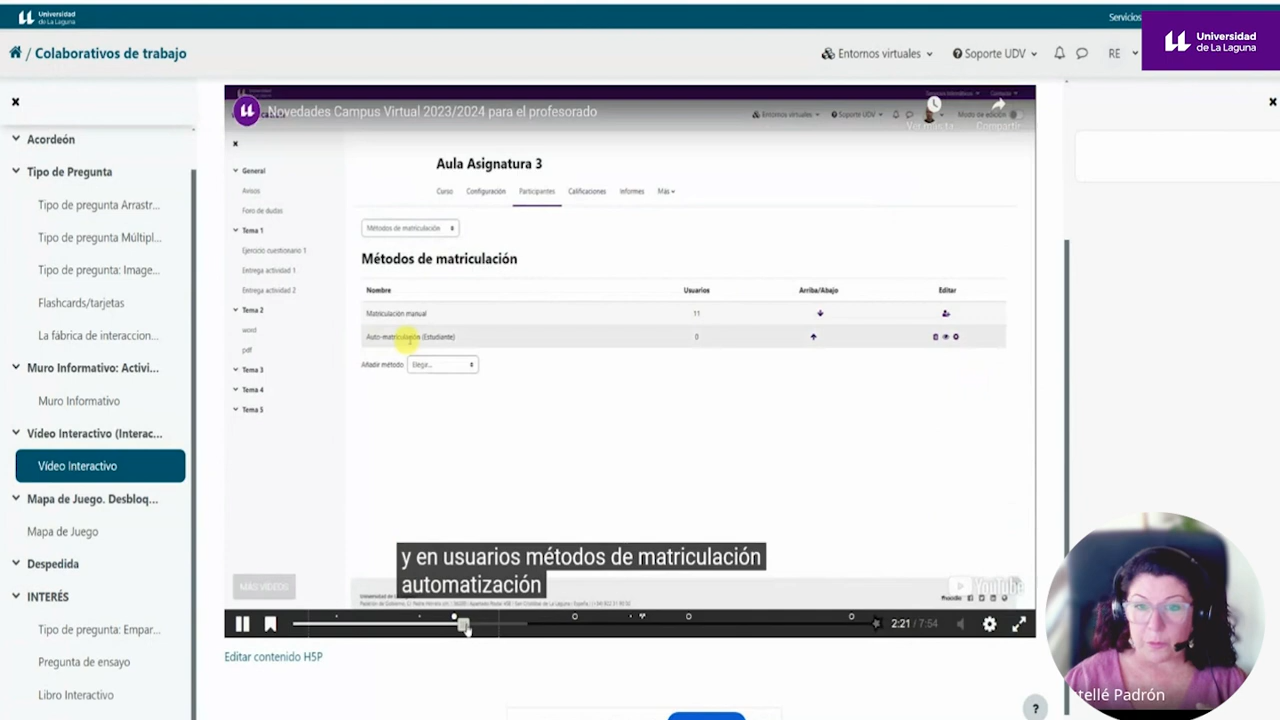 Universidad
de La Laguna
Servicios
Universidad
de La Laguna
/ Colaborativos de trabajo
Entornos virtuales
Soporte UDV
RE
Acordeón
Tipo de Pregunta
Tipo de pregunta Arrastr...
Tipo de pregunta Múltipl...
Tipo de pregunta: Image...
Flashcards/tarjetas
La fábrica de interaccion...
Muro Informativo: Activi...
Muro Informativo
Vídeo Interactivo (Interac...
Vídeo Interactivo
Mapa de Juego. Desbloq...
Mapa de Juego
Despedida
INTERÉS
Tipo de pregunta: Empar...
Pregunta de ensayo
Libro Interactivo
Novedades Campus Virtual 2023/2024 para el profesorado
Entornos virtuales
Soporte UDV
Modo de edición
Ver más ta
Compartir
General
Avisos
Foro de dudas
Tema 1
Ejercicio cuestionario 1
Entrega actividad 1
Entrega actividad 2
Tema 2
word
pdf
Tema 3
Tema 4
Tema 5
Aula Asignatura 3
Curso
Configuración
Participantes
Calificaciones
Informes
Más
Métodos de matriculación
Métodos de matriculación
Nombre
Usuarios
Arriba/Abajo
Editar
Matriculación manual
11
Auto-matriculación (Estudiante)
0
Añadir método
Elegir...
y en usuarios métodos de matriculación
automatización
MÁS VÍDEOS
YouTube
2:21 / 7:54
Editar contenido H5P
tellé Padrón
?